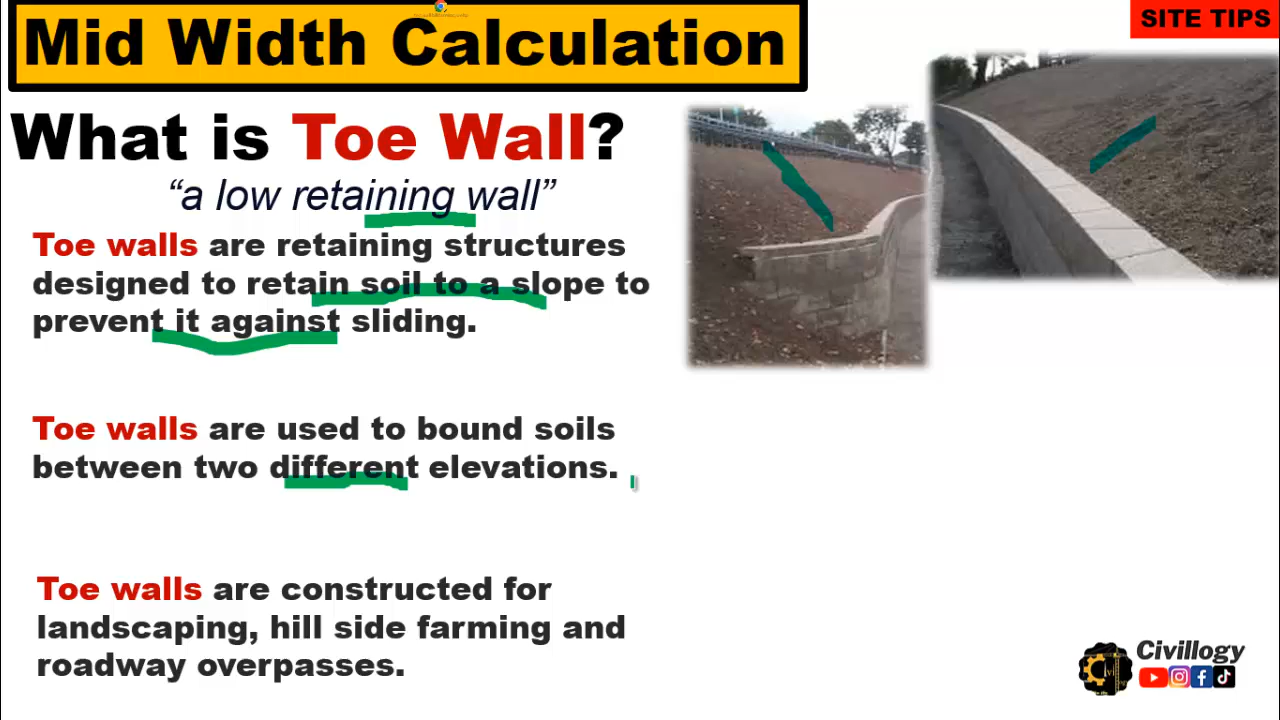 SITE TIPS
Mid Width Calculation
What is Toe Wall?
“a low retaining wall”
Toe walls are retaining structures
designed to retain soil to a slope to
prevent it against sliding.
Toe walls are used to bound soils
between two different elevations.
Toe walls are constructed for
landscaping, hill side farming and
roadway overpasses.
Civillogy